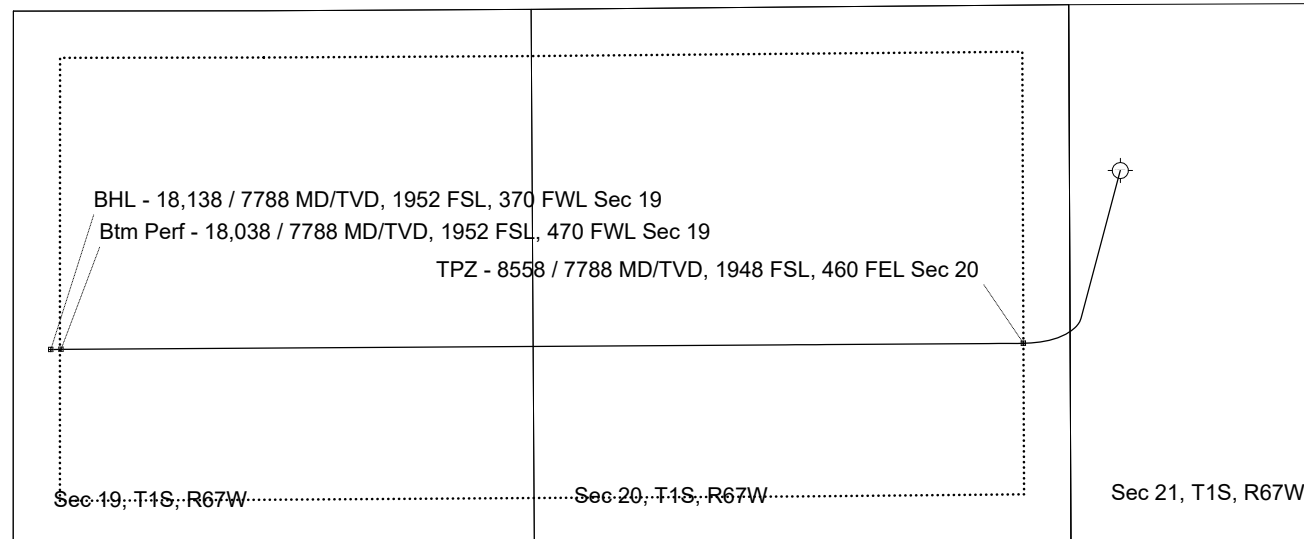 BHL - 18,138 / 7788 MD/TVD, 1952 FSL, 370 FWL Sec 19
Btm Perf - 18,038 / 7788 MD/TVD, 1952 FSL, 470 FWL Sec 19
TPZ - 8558 / 7788 MD/TVD, 1948 FSL, 460 FEL Sec 20
Sec 19, T1S, R67W
Sec 20, T1S, R67W
Sec 21, T1S, R67W